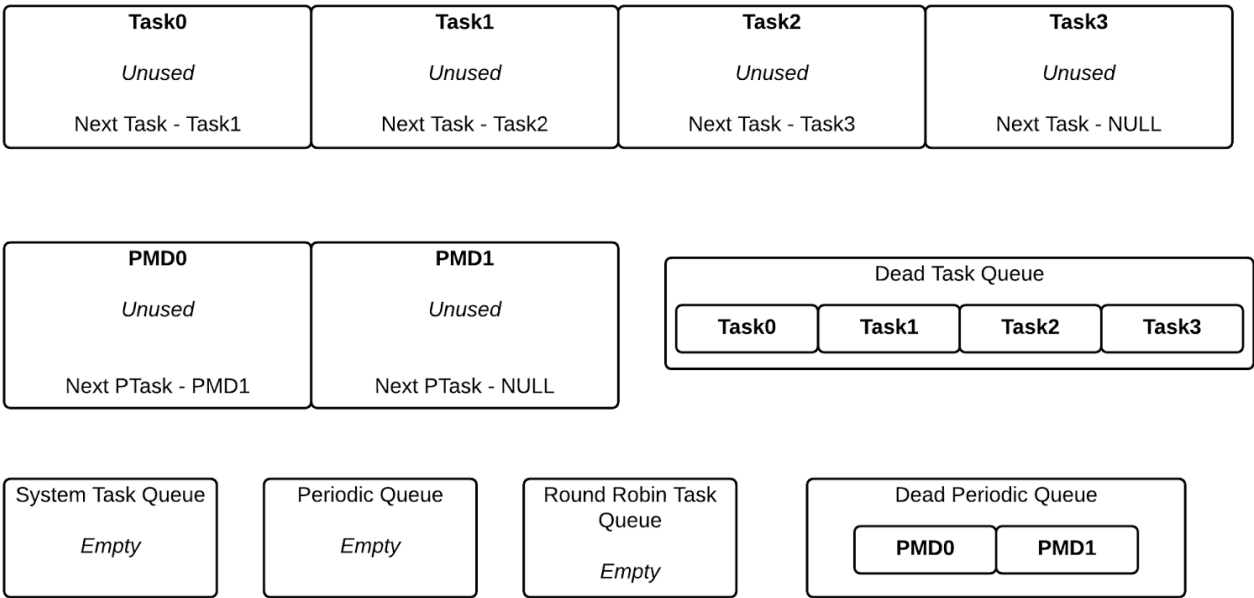 Task0
Unused
Next Task - Task1
Task1
Unused
Next Task - Task2
Task2
Unused
Next Task - Task3
Task3
Unused
Next Task - NULL
PMD0
Unused
Next PTask - PMD1
PMD1
Unused
Next PTask - NULL
Dead Task Queue
Task0
Task1
Task2
Task3
System Task Queue
Empty
Periodic Queue
Empty
Round Robin Task
Queue
Empty
Dead Periodic Queue
PMD0
PMD1